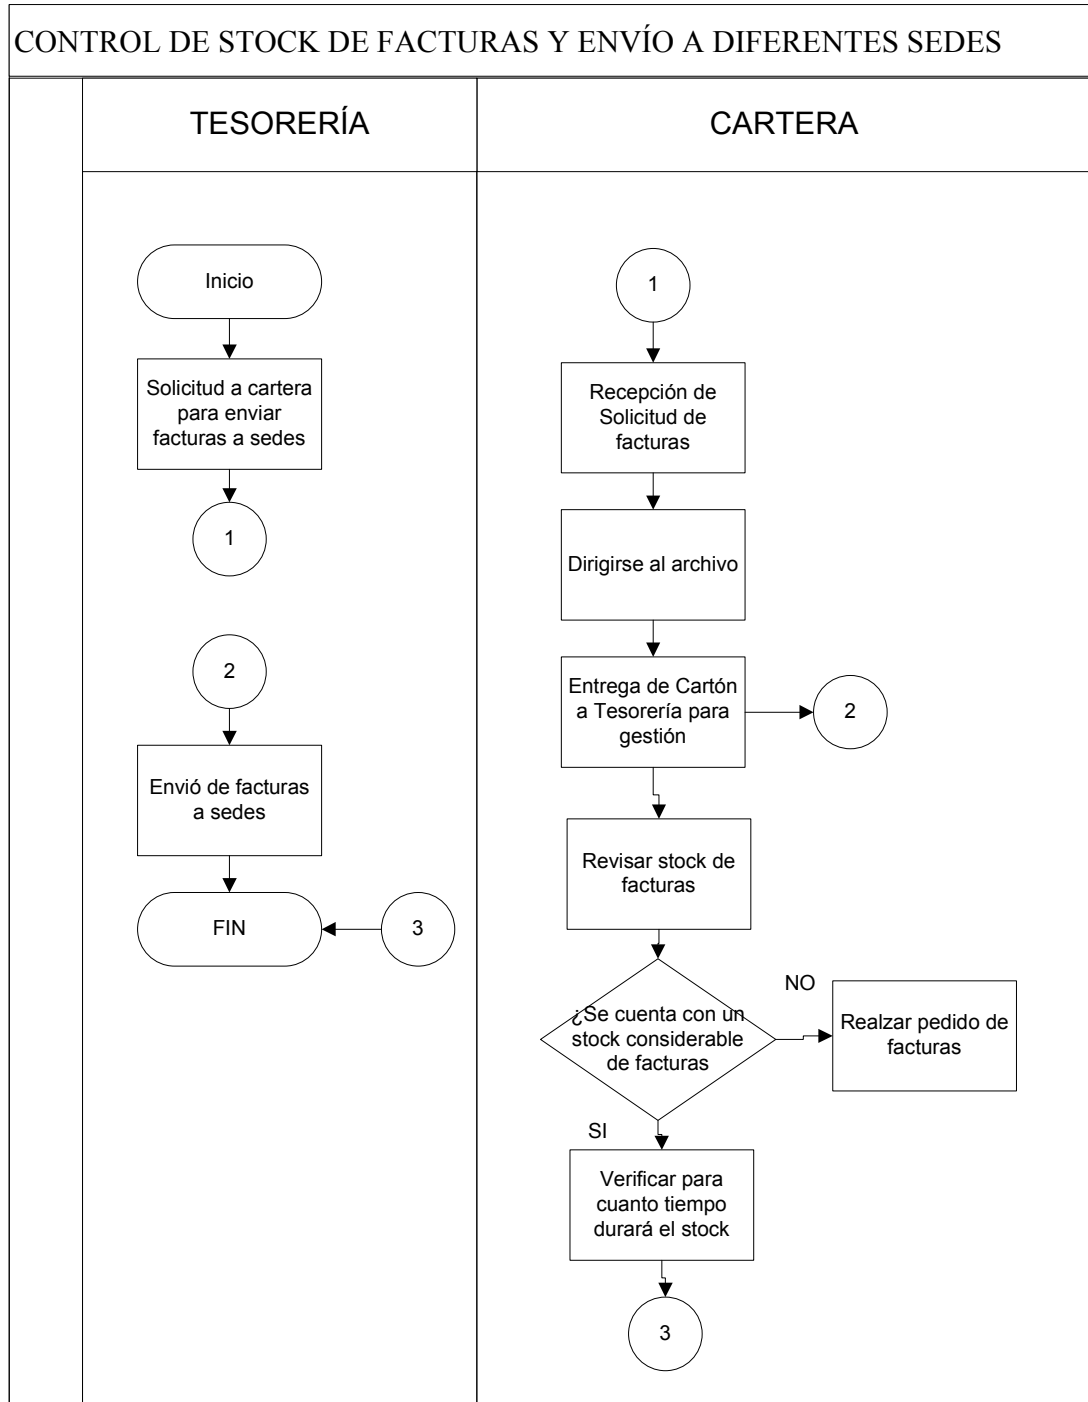 CONTROL DE STOCK DE FACTURAS Y ENVÍO A DIFERENTES SEDES
TESORERÍA
CARTERA
Inicio
Solicitud a cartera
para enviar
facturas a sedes
1
2
Envió de facturas
a sedes
FIN
3
1
Recepción de
Solicitud de
facturas
Dirigirse al archivo
Entrega de Cartón
a Tesorería para
gestión
2
Revisar stock de
facturas
¿Se cuenta con un
stock considerable
de facturas
NO
Realzar pedido de
facturas
SI
Verificar para
cuanto tiempo
durará el stock
3